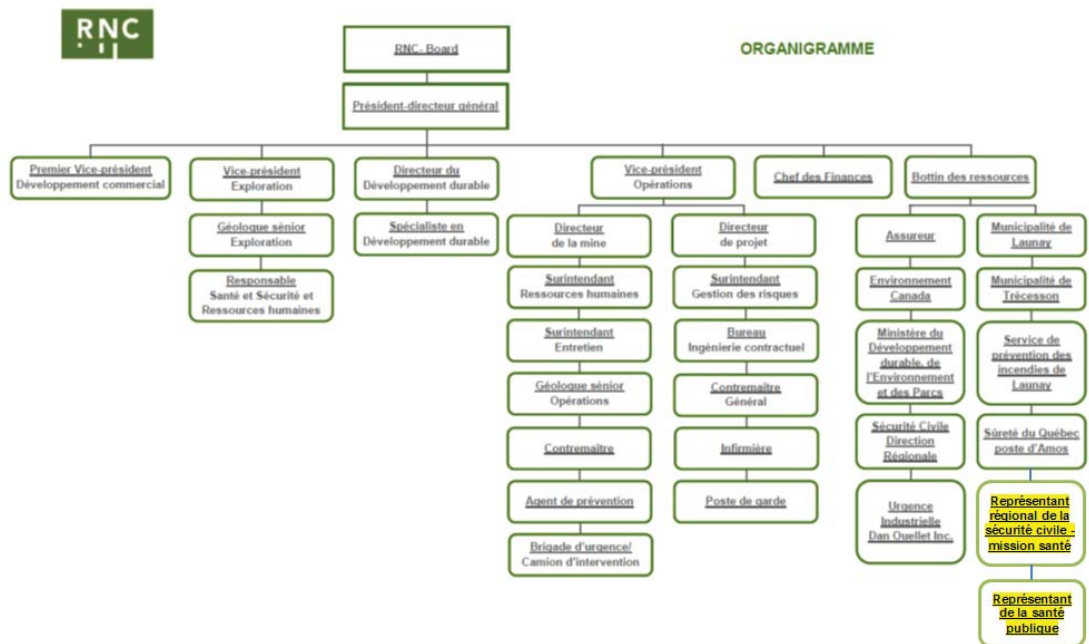 RNC
ORGANIGRAMME
RNC- Board
Président-directeur général
Premier Vice-président
Développement commercial
Vice-président
Exploration
Directeur du
Développement durable
Vice-président
Opérations
Chef des Finances
Bottin des ressources
Géologue sénior
Exploration
Responsable
Santé et Sécurité et
Ressources humaines
Spécialiste en
Développement durable
Directeur
de la mine
Surintendant
Ressources humaines
Surintendant
Entretien
Géologue sénior
Opérations
Contremaître
Agent de prévention
Brigade d'urgence/
Camion d'intervention
Directeur
de projet
Surintendant
Gestion des risques
Bureau
Ingénierie contractuel
Contremaître
Général
Infirmière
Poste de garde
Assureur
Environnement
Canada
Ministère du
Développement
durable, de
l'Environnement
et des Parcs
Sécurité Civile
Direction
Régionale
Urgence
Industrielle
Dan Ouellet Inc.
Municipalité de
Launay
Municipalité de
Trécesson
Service de
prévention des
incendies de
Launay
Sûreté du Québec
poste d'Amos
Représentant
régional de la
sécurité civile -
mission santé
Représentant
de la santé
publique